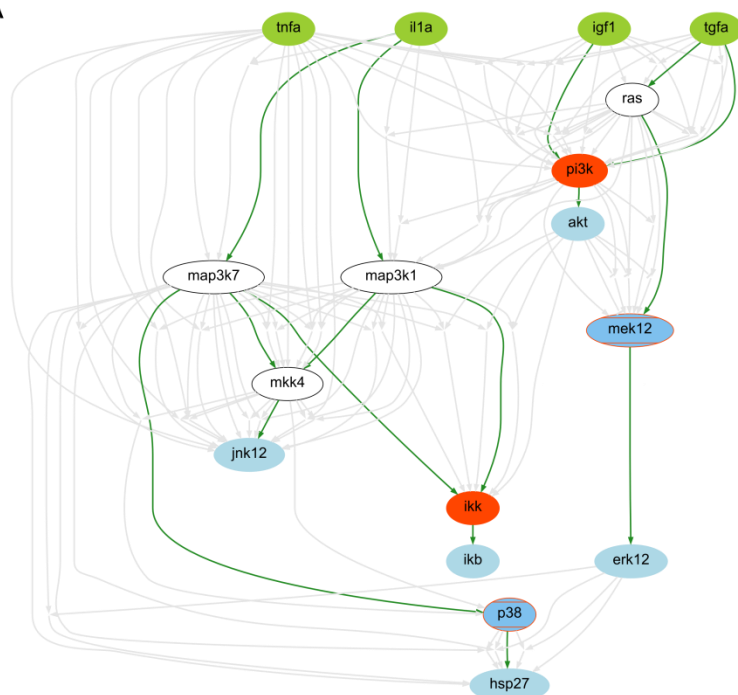 A
tnfa il1a igf1 tgfa
ras
pi3k
akt
map3k7 map3k1
mek12
mkk4
jnk12
ikk
ikb erk12
p38
hsp27